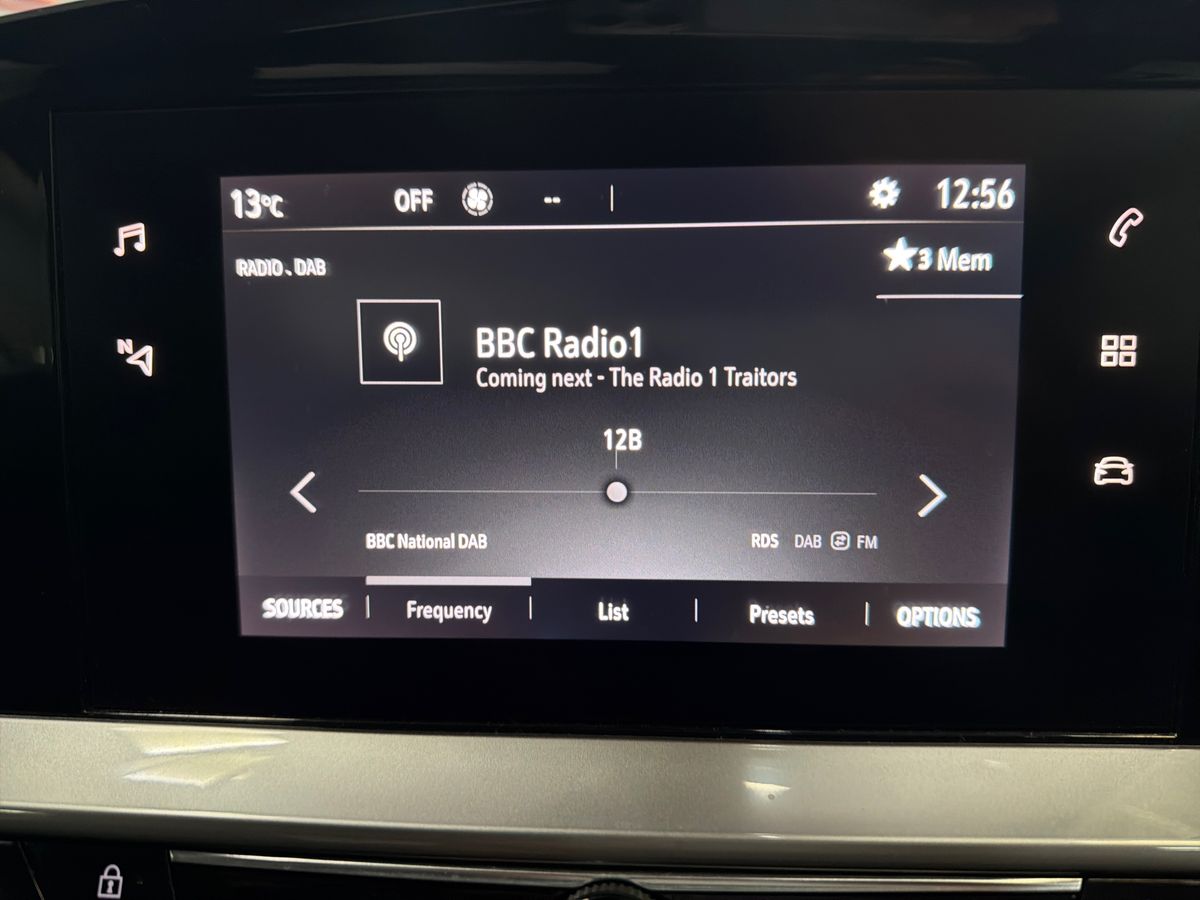 13°C OFF -- 12:56
RADIO . DAB
3 Mem
BBC Radio1
Coming next - The Radio 1 Traitors
N
12B
BBC National DAB RDS DAB FM
SOURCES Frequency List Presets OPTIONS